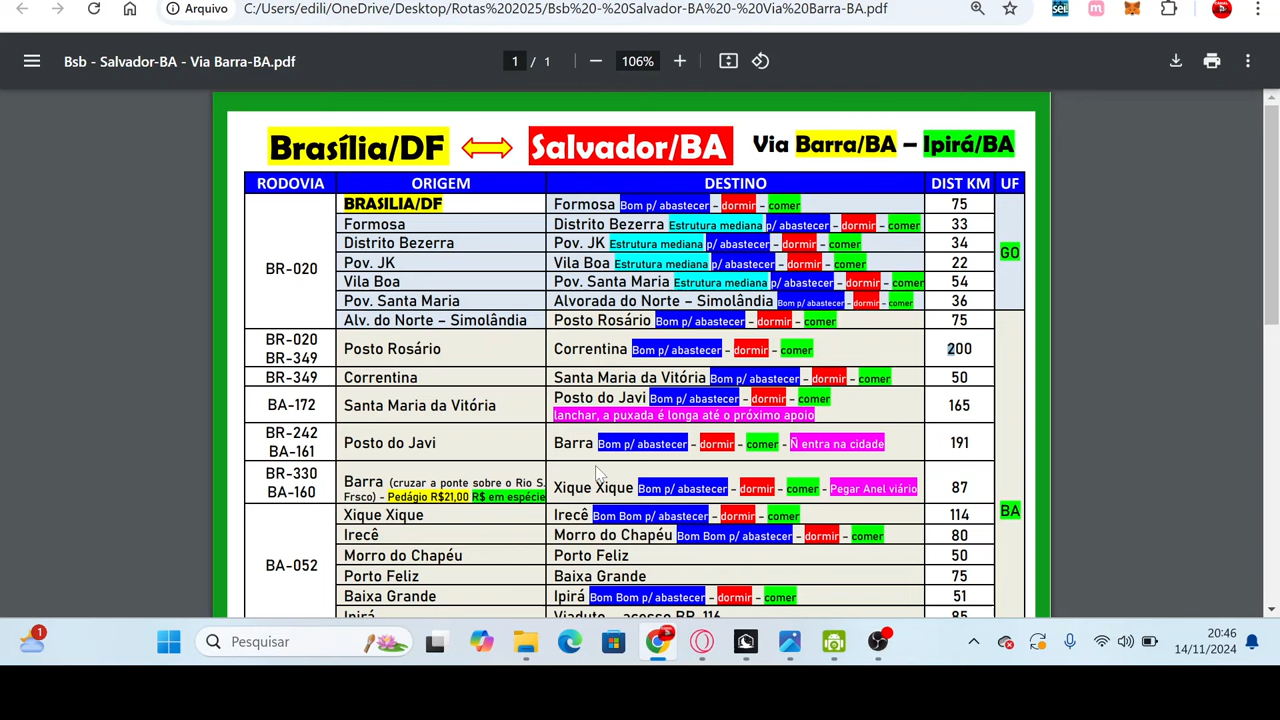 Arquivo C:/Users/edili/OneDrive/Desktop/Rotas%202025/Bsb%20-%20Salvador-BA%20-%20Via%20Barra-BA.pdf
Bsb - Salvador-BA - Via Barra-BA.pdf 1 / 1 106%
Brasília/DF Salvador/BA Via Barra/BA – Ipirá/BA
RODOVIA ORIGEM DESTINO DIST KM UF
BR-020 BRASILIA/DF Formosa Bom p/ abastecer – dormir – comer 75 GO
Formosa Distrito Bezerra Estrutura mediana p/ abastecer – dormir – comer 33
Distrito Bezerra Pov. JK Estrutura mediana p/ abastecer – dormir – comer 34
Pov. JK Vila Boa Estrutura mediana p/ abastecer – dormir – comer 22
Vila Boa Pov. Santa Maria Estrutura mediana p/ abastecer – dormir – comer 54
Pov. Santa Maria Alvorada do Norte – Simolândia Bom p/ abastecer – dormir – comer 36
Alv. do Norte – Simolândia Posto Rosário Bom p/ abastecer – dormir – comer 75 BA
BR-020
BR-349 Posto Rosário Correntina Bom p/ abastecer – dormir – comer 200
BR-349 Correntina Santa Maria da Vitória Bom p/ abastecer – dormir – comer 50
BA-172 Santa Maria da Vitória Posto do Javi Bom p/ abastecer – dormir – comer 165
lanchar, a puxada é longa até o próximo apoio
BR-242
BA-161 Posto do Javi Barra Bom p/ abastecer – dormir – comer - Ñ entra na cidade 191
BR-330
BA-160 Barra (cruzar a ponte sobre o Rio S.
Frsco) – Pedágio R$21,00 R$ em espécie Xique Xique Bom p/ abastecer – dormir – comer – Pegar Anel viário 87
BA-052 Xique Xique Irecê Bom Bom p/ abastecer – dormir – comer 114
Irecê Morro do Chapéu Bom Bom p/ abastecer – dormir – comer 80
Morro do Chapéu Porto Feliz 50
Porto Feliz Baixa Grande 75
Baixa Grande Ipirá Bom Bom p/ abastecer – dormir – comer 51
Ipirá Viaduto – acesso BR-116 85
1 Pesquisar 20:46
14/11/2024